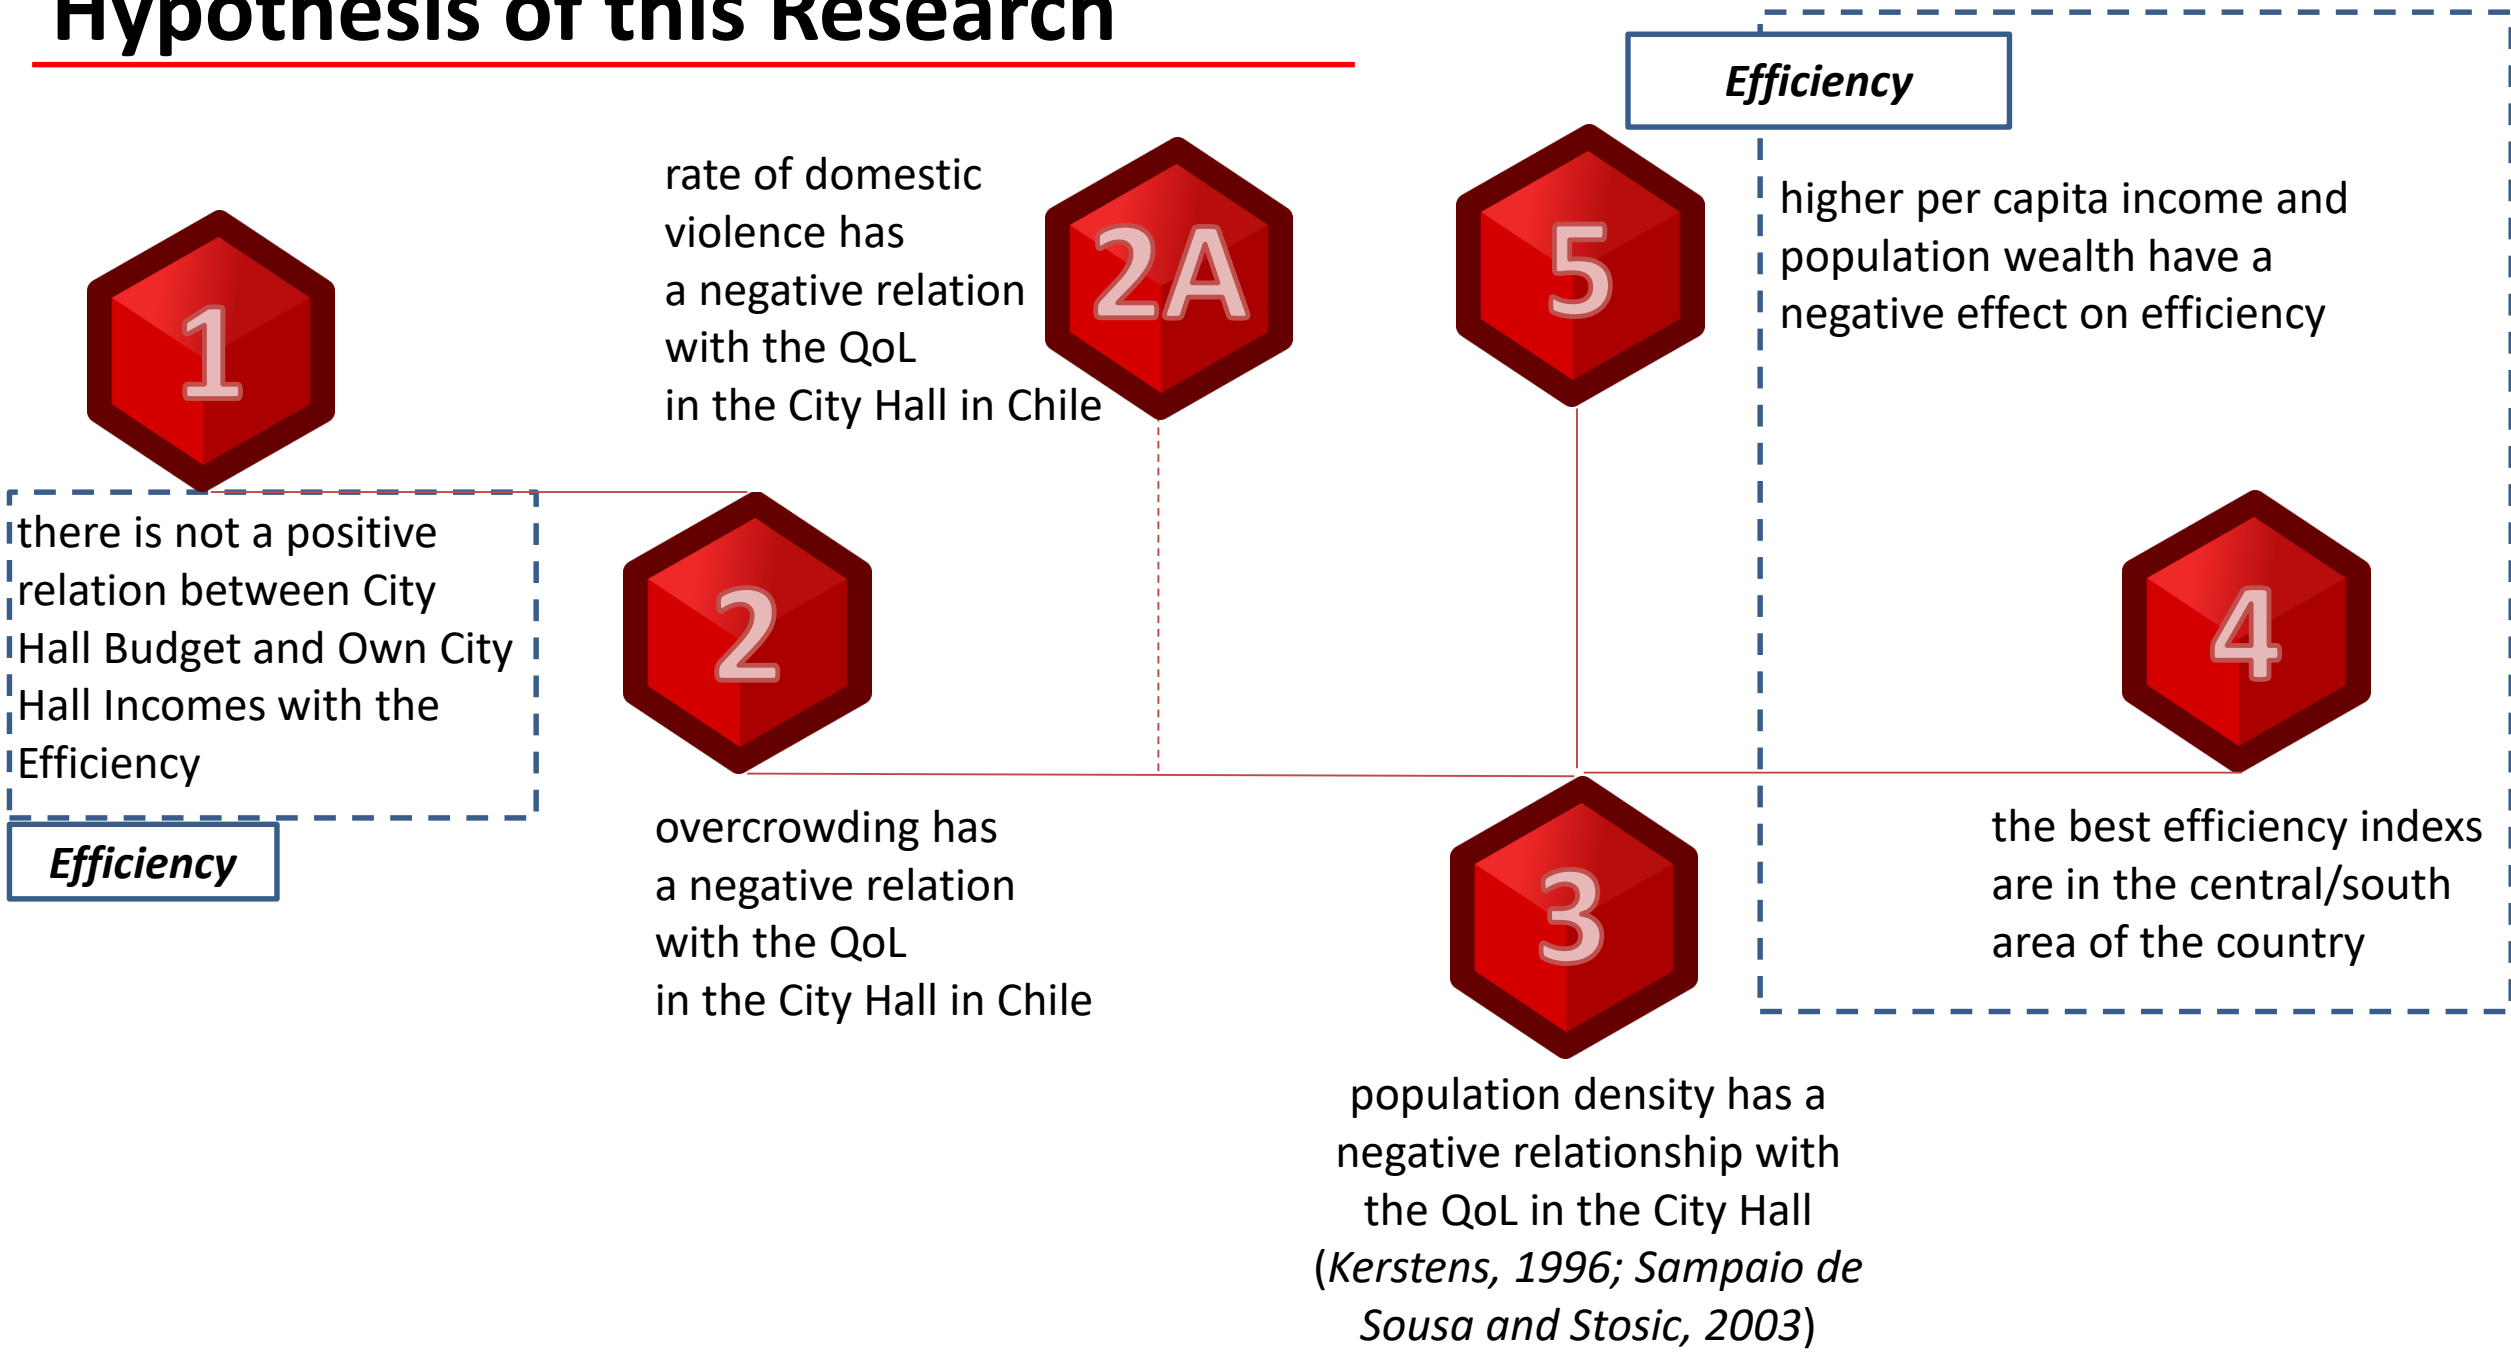 Hypothesis of this Research
1
there is not a positive
relation between City
Hall Budget and Own City
Hall Incomes with the
Efficiency
Efficiency
rate of domestic
violence has
a negative relation
with the QoL
in the City Hall in Chile
2A
2
overcrowding has
a negative relation
with the QoL
in the City Hall in Chile
5
Efficiency
higher per capita income and
population wealth have a
negative effect on efficiency
4
the best efficiency indexs
are in the central/south
area of the country
3
population density has a
negative relationship with
the QoL in the City Hall
(Kerstens, 1996; Sampaio de
Sousa and Stosic, 2003)